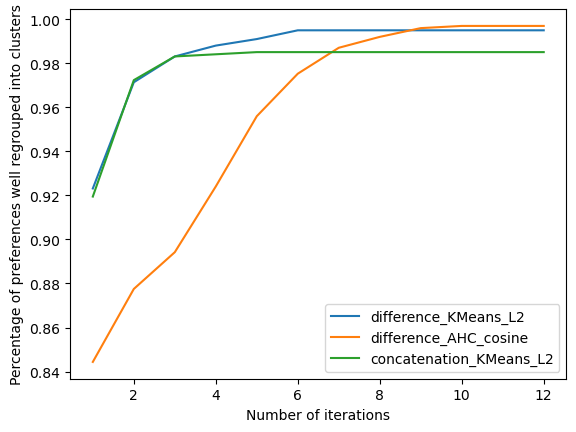 Percentage of preferences well regrouped into clusters
1.00
0.98
0.96
0.94
0.92
0.90
0.88
0.86
0.84
difference_KMeans_L2
difference_AHC_cosine
concatenation_KMeans_L2
2 4 6 8 10 12
Number of iterations